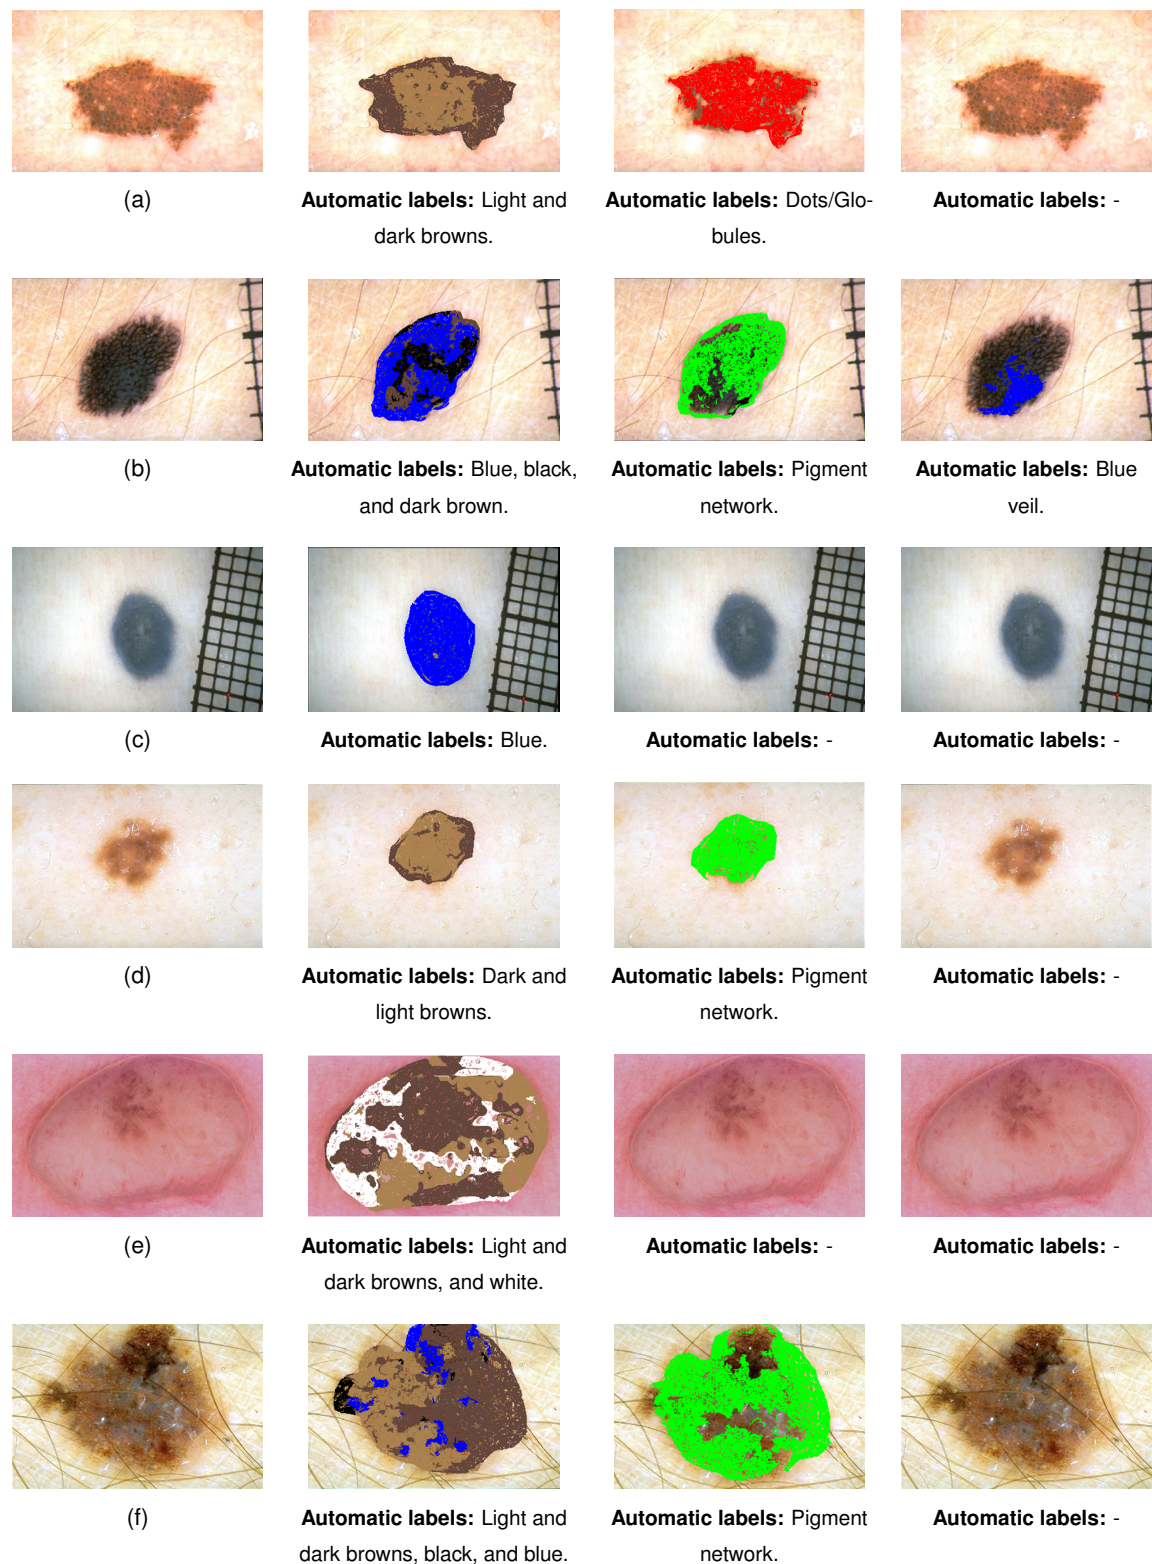 (a)
Automatic labels: Light and
dark browns.
Automatic labels: Dots/Glo-
bules.
Automatic labels: -
(b)
Automatic labels: Blue, black,
and dark brown.
Automatic labels: Pigment
network.
Automatic labels: Blue
veil.
(c)
Automatic labels: Blue.
Automatic labels: -
Automatic labels: -
(d)
Automatic labels: Dark and
light browns.
Automatic labels: Pigment
network.
Automatic labels: -
(e)
Automatic labels: Light and
dark browns, and white.
Automatic labels: -
Automatic labels: -
(f)
Automatic labels: Light and
dark browns, black, and blue.
Automatic labels: Pigment
network.
Automatic labels: -